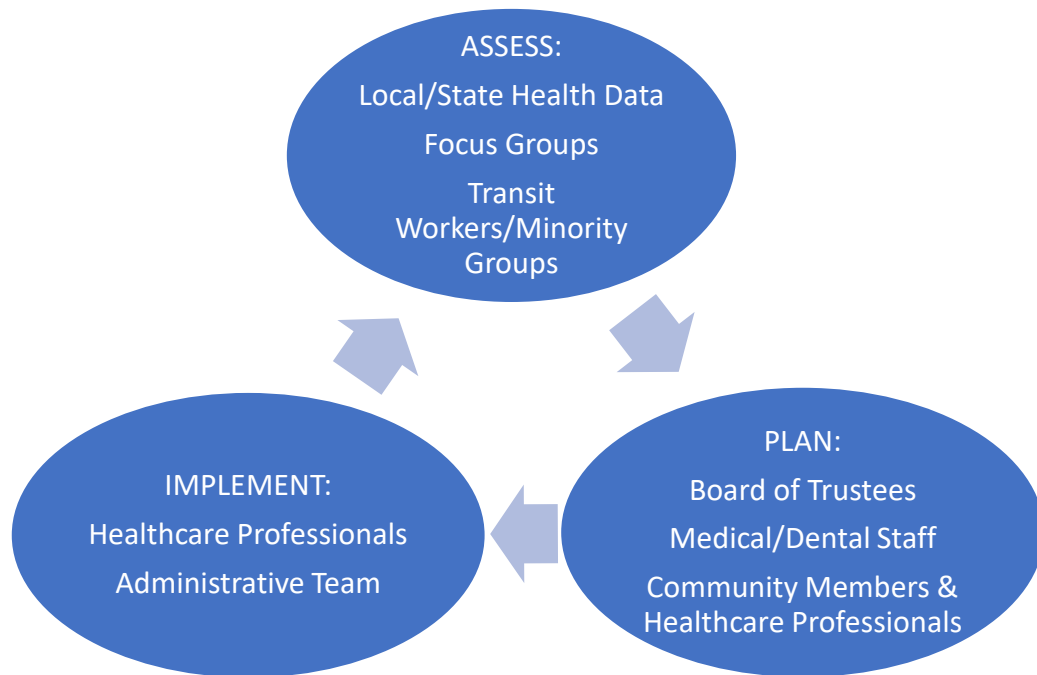 ASSESS:
Local/State Health Data
Focus Groups
Transit
Workers/Minority
Groups
PLAN:
Board of Trustees
Medical/Dental Staff
Community Members &
Healthcare Professionals
IMPLEMENT:
Healthcare Professionals
Administrative Team